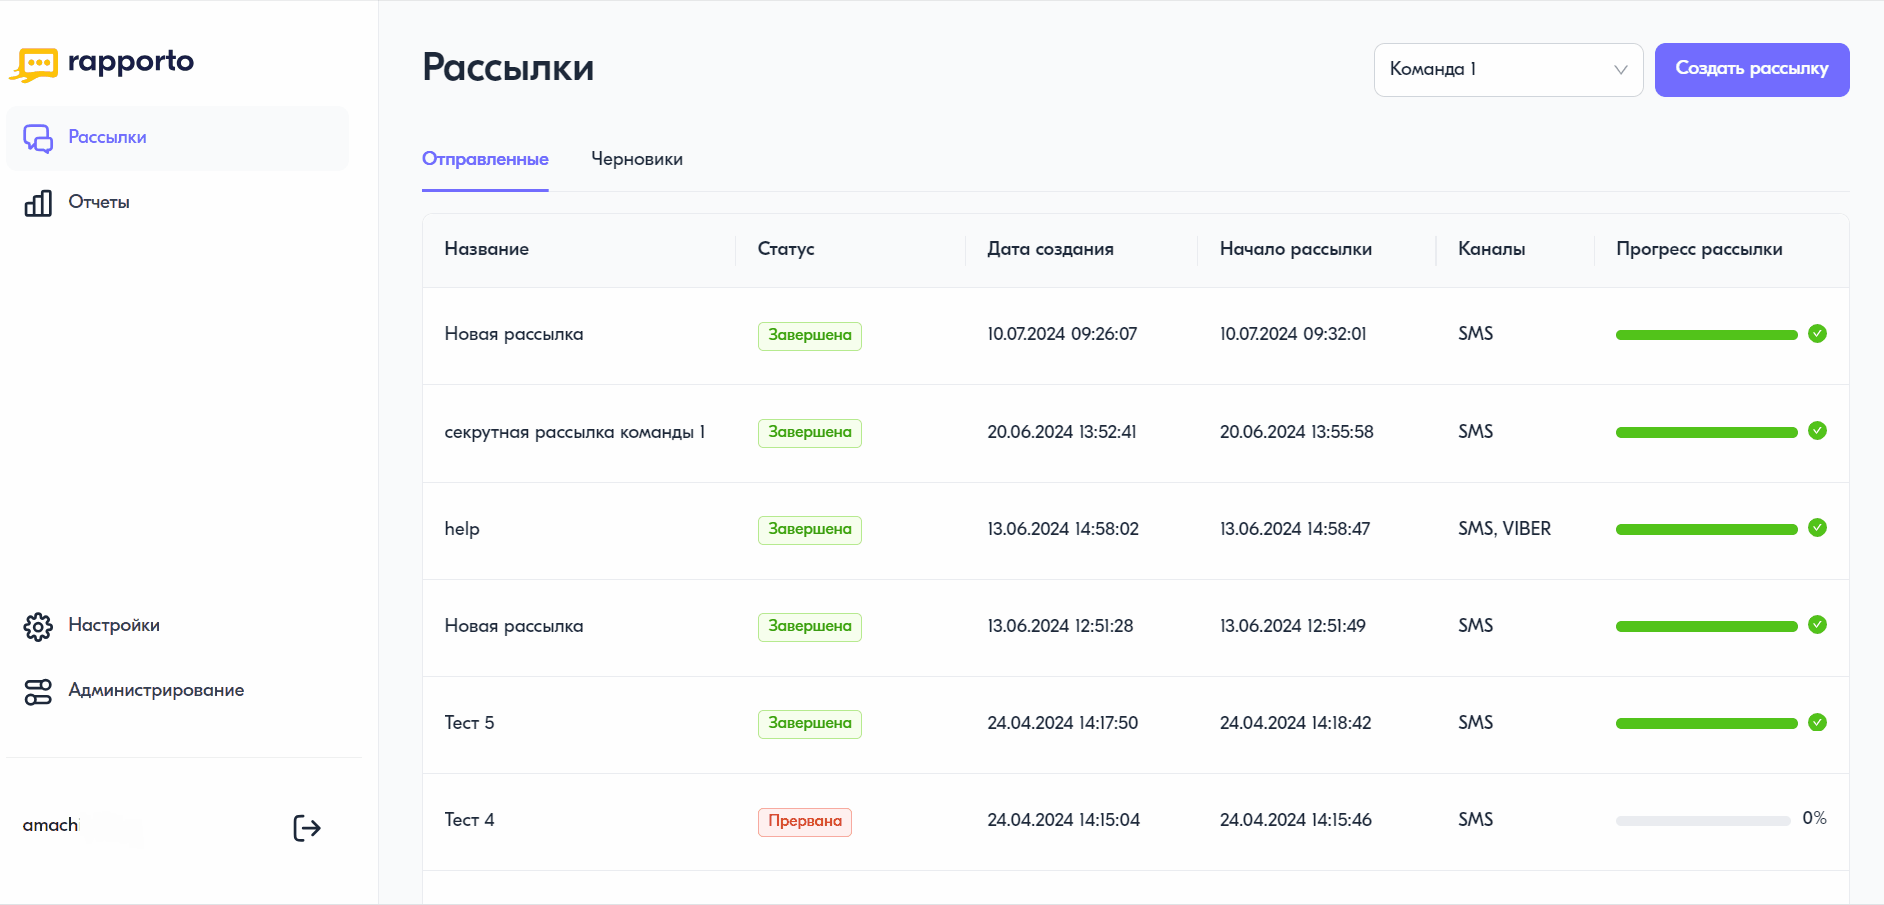 rapporto
Рассылки
Отчеты
Настройки
Администрирование
amachi
Рассылки
Команда 1
Создать рассылку
Отправленные Черновики
Название Статус Дата создания Начало рассылки Каналы Прогресс рассылки
Новая рассылка Завершена 10.07.2024 09:26:07 10.07.2024 09:32:01 SMS
секрутная рассылка команды 1 Завершена 20.06.2024 13:52:41 20.06.2024 13:55:58 SMS
help Завершена 13.06.2024 14:58:02 13.06.2024 14:58:47 SMS, VIBER
Новая рассылка Завершена 13.06.2024 12:51:28 13.06.2024 12:51:49 SMS
Тест 5 Завершена 24.04.2024 14:17:50 24.04.2024 14:18:42 SMS
Тест 4 Прервана 24.04.2024 14:15:04 24.04.2024 14:15:46 SMS 0%